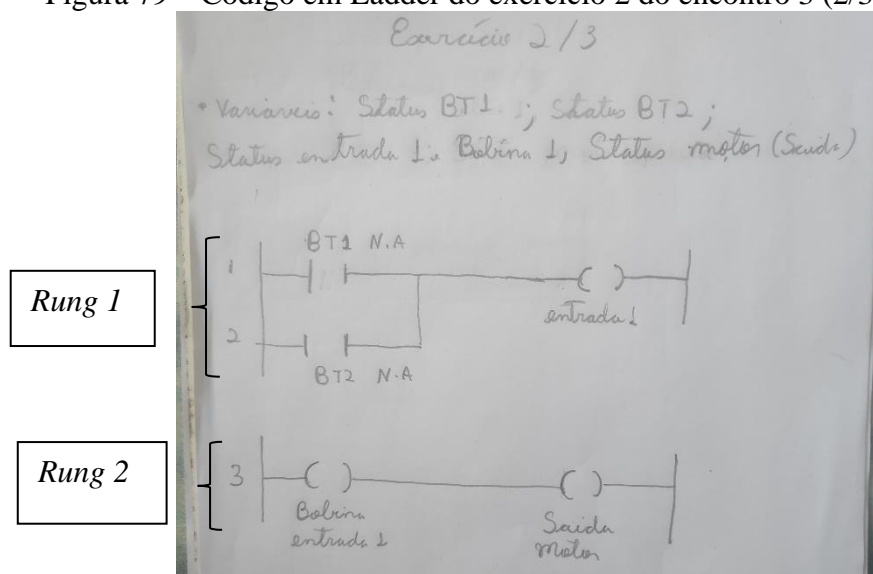 Figura 79 – Código em Ladder do exercício 2 do encontro 3 (2/3
Exercício 2/3
• Variáveis: Status BT1 ; Status BT2 ;
Status entrada 1. Bobina 1, Status motor (Saida)
BT1 N.A
1
entrada 1
Rung 1
2
BT2 N.A
Rung 2
3
Bobina
entrada 1
Saida
motor